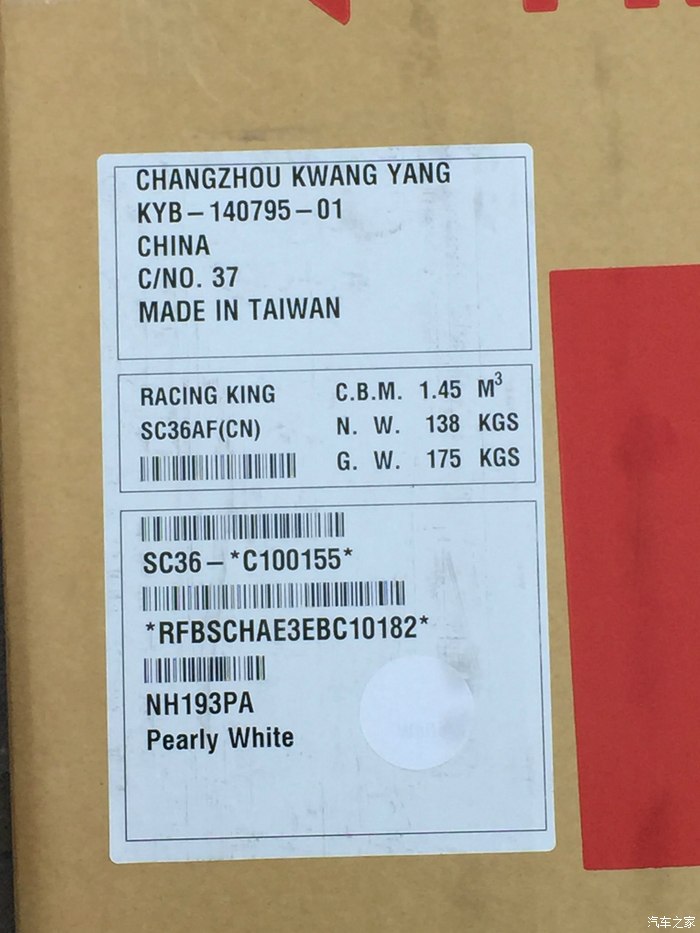 CHANGZHOU KWANG YANG
KYB-140795-01
CHINA
C/NO. 37
MADE IN TAIWAN
RACING KING
SC36AF(CN)
C.B.M. 1.45 M³
N. W. 138 KGS
G. W. 175 KGS
SC36-*C100155*
*RFBSCHAE3EBC10182*
NH193PA
Pearly White
汽车之家